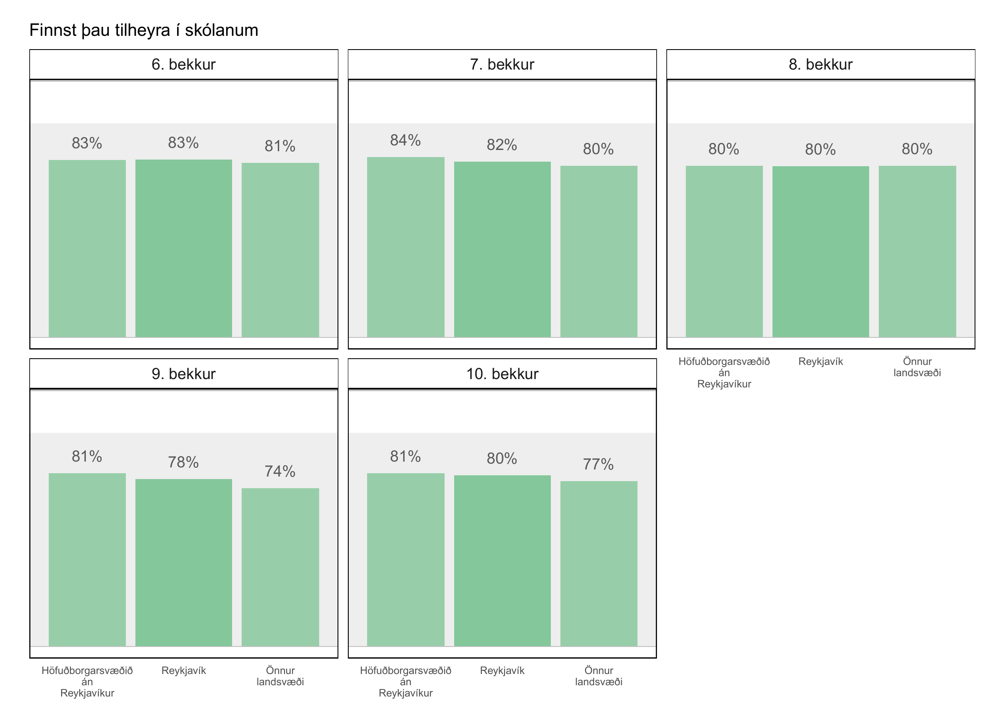 Finnst þau tilheyra í skólanum
6. bekkur
83%
83%
81%
7. bekkur
84%
82%
80%
8. bekkur
80%
80%
80%
Höfuðborgarsvæðið
án
Reykjavíkur
Reykjavík
Önnur
landsvæði
9. bekkur
81%
78%
74%
Höfuðborgarsvæðið
án
Reykjavíkur
Reykjavík
Önnur
landsvæði
10. bekkur
81%
80%
77%
Höfuðborgarsvæðið
án
Reykjavíkur
Reykjavík
Önnur
landsvæði